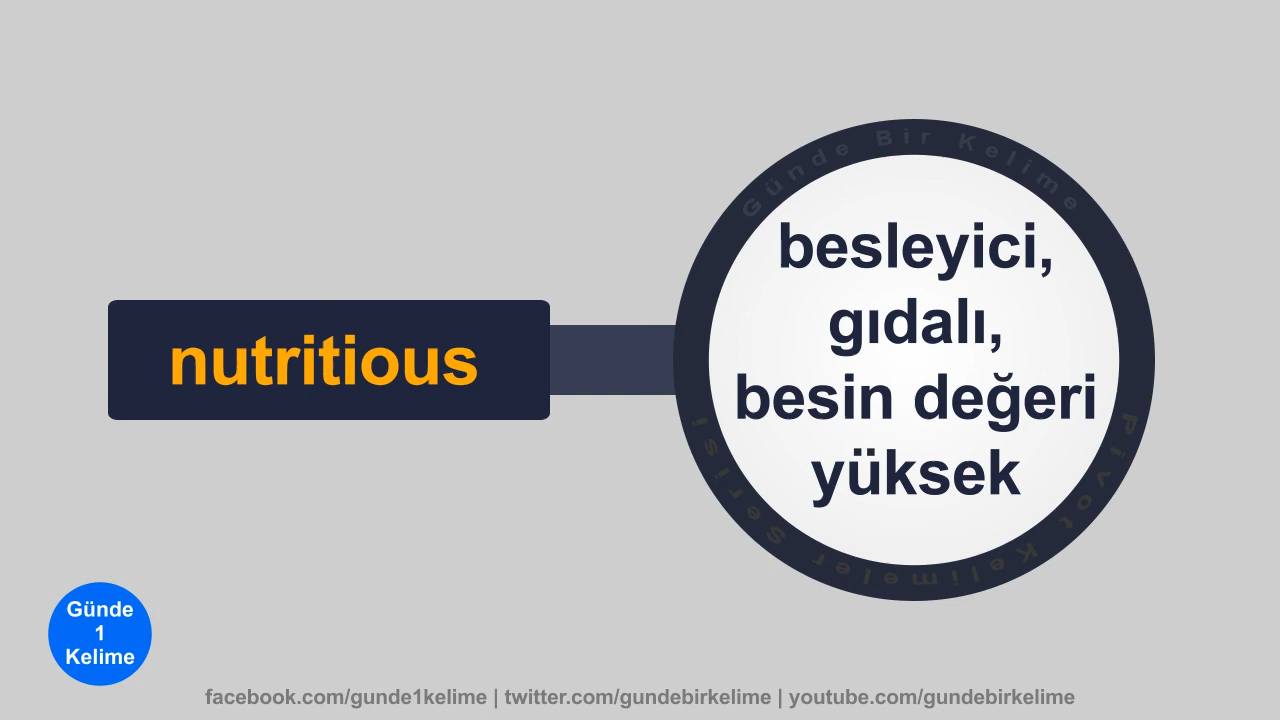 Günde Bir Kelime
besleyici,
gıdalı,
besin değeri
yüksek
nutritious
Pivot Kelimeler Serisi
Günde
1
Kelime
facebook.com/gunde1kelime | twitter.com/gundebirkelime | youtube.com/gundebirkelime